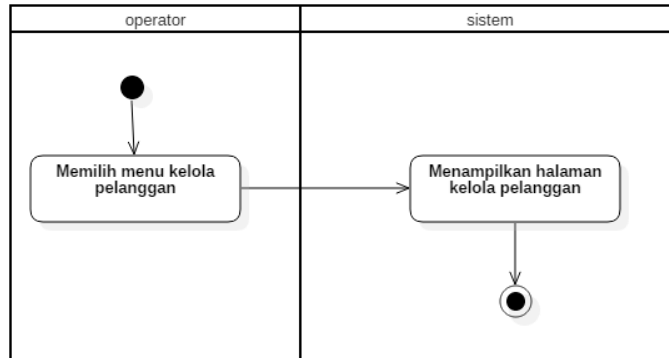 operator
sistem
Memilih menu kelola
pelanggan
Menampilkan halaman
kelola pelanggan